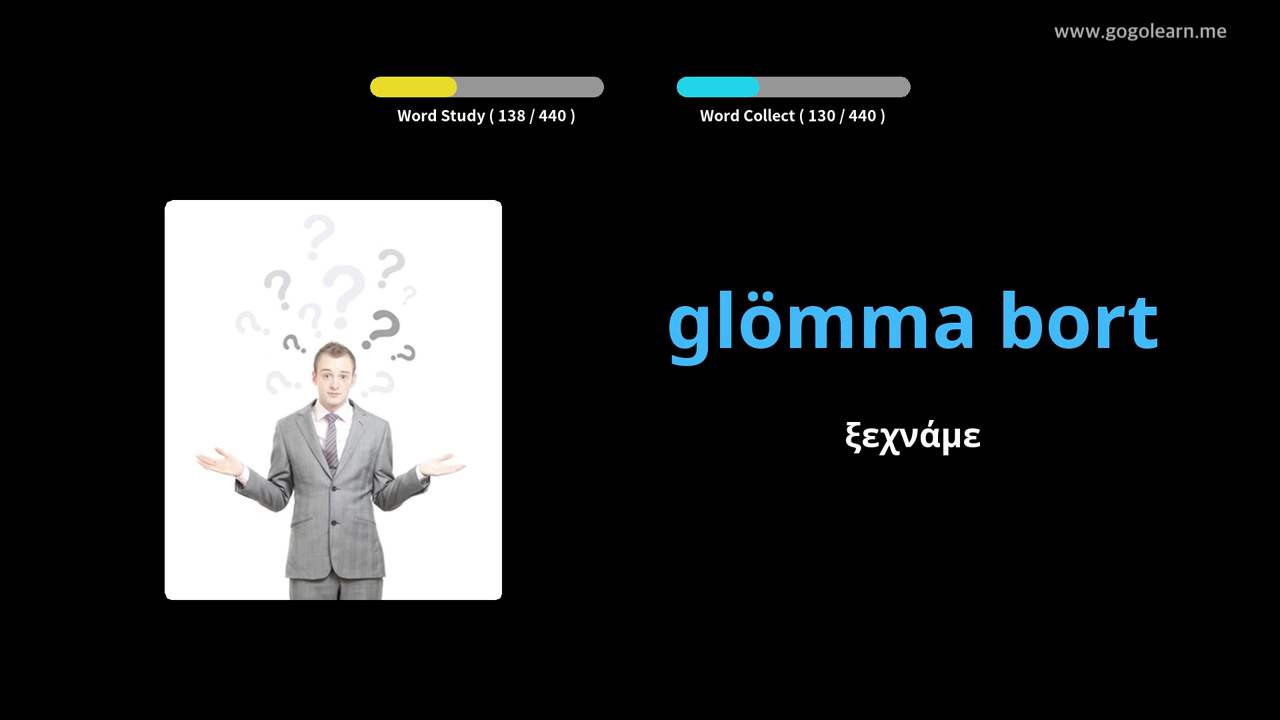 www.gogolearn.me
Word Study ( 138 / 440 )
Word Collect ( 130 / 440 )
glömma bort
ξεχνάμε